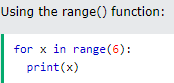 Using the range() function:
for x in range(6):
  print(x)